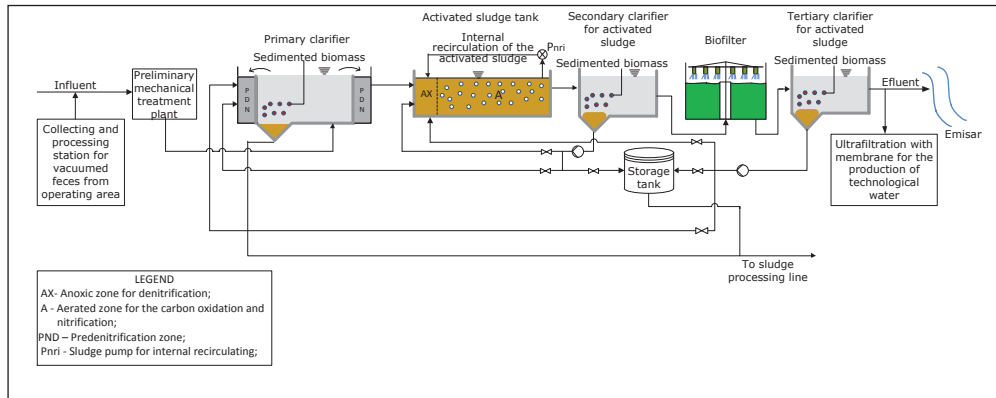 Activated sludge tank
Secondary clarifier
for activated
sludge
Tertiary clarifier
for activated
sludge
Primary clarifier
Internal
recirculation of the
activated sludge
Pnri
Biofilter
Sedimented biomass
Sedimented biomass
Sedimented biomass
Influent
Preliminary
mechanical
treatment
plant
P
D
N
P
D
N
AX
A
Efluent
Emisar
Collecting and
processing
station for
vacuumed
feces from
operating area
Storage
tank
Ultrafiltration with
membrane for the
production of
technological
water
To sludge
processing line
LEGEND
AX- Anoxic zone for denitrification;
A - Aerated zone for the carbon oxidation and
nitrification;
PND – Predenitrification zone;
Pnri - Sludge pump for internal recirculating;